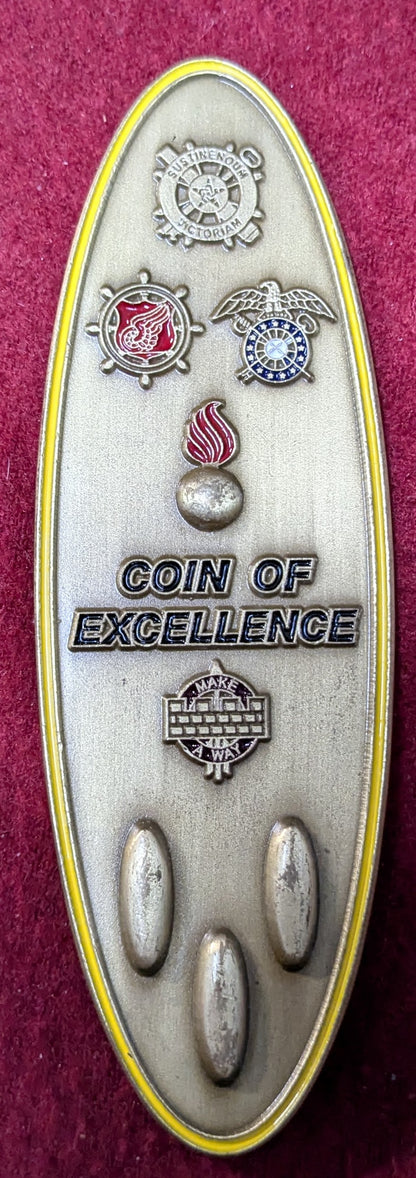 SUSTINENDUM
VICTORIAM
COIN OF
EXCELLENCE
MAKE
A WAY